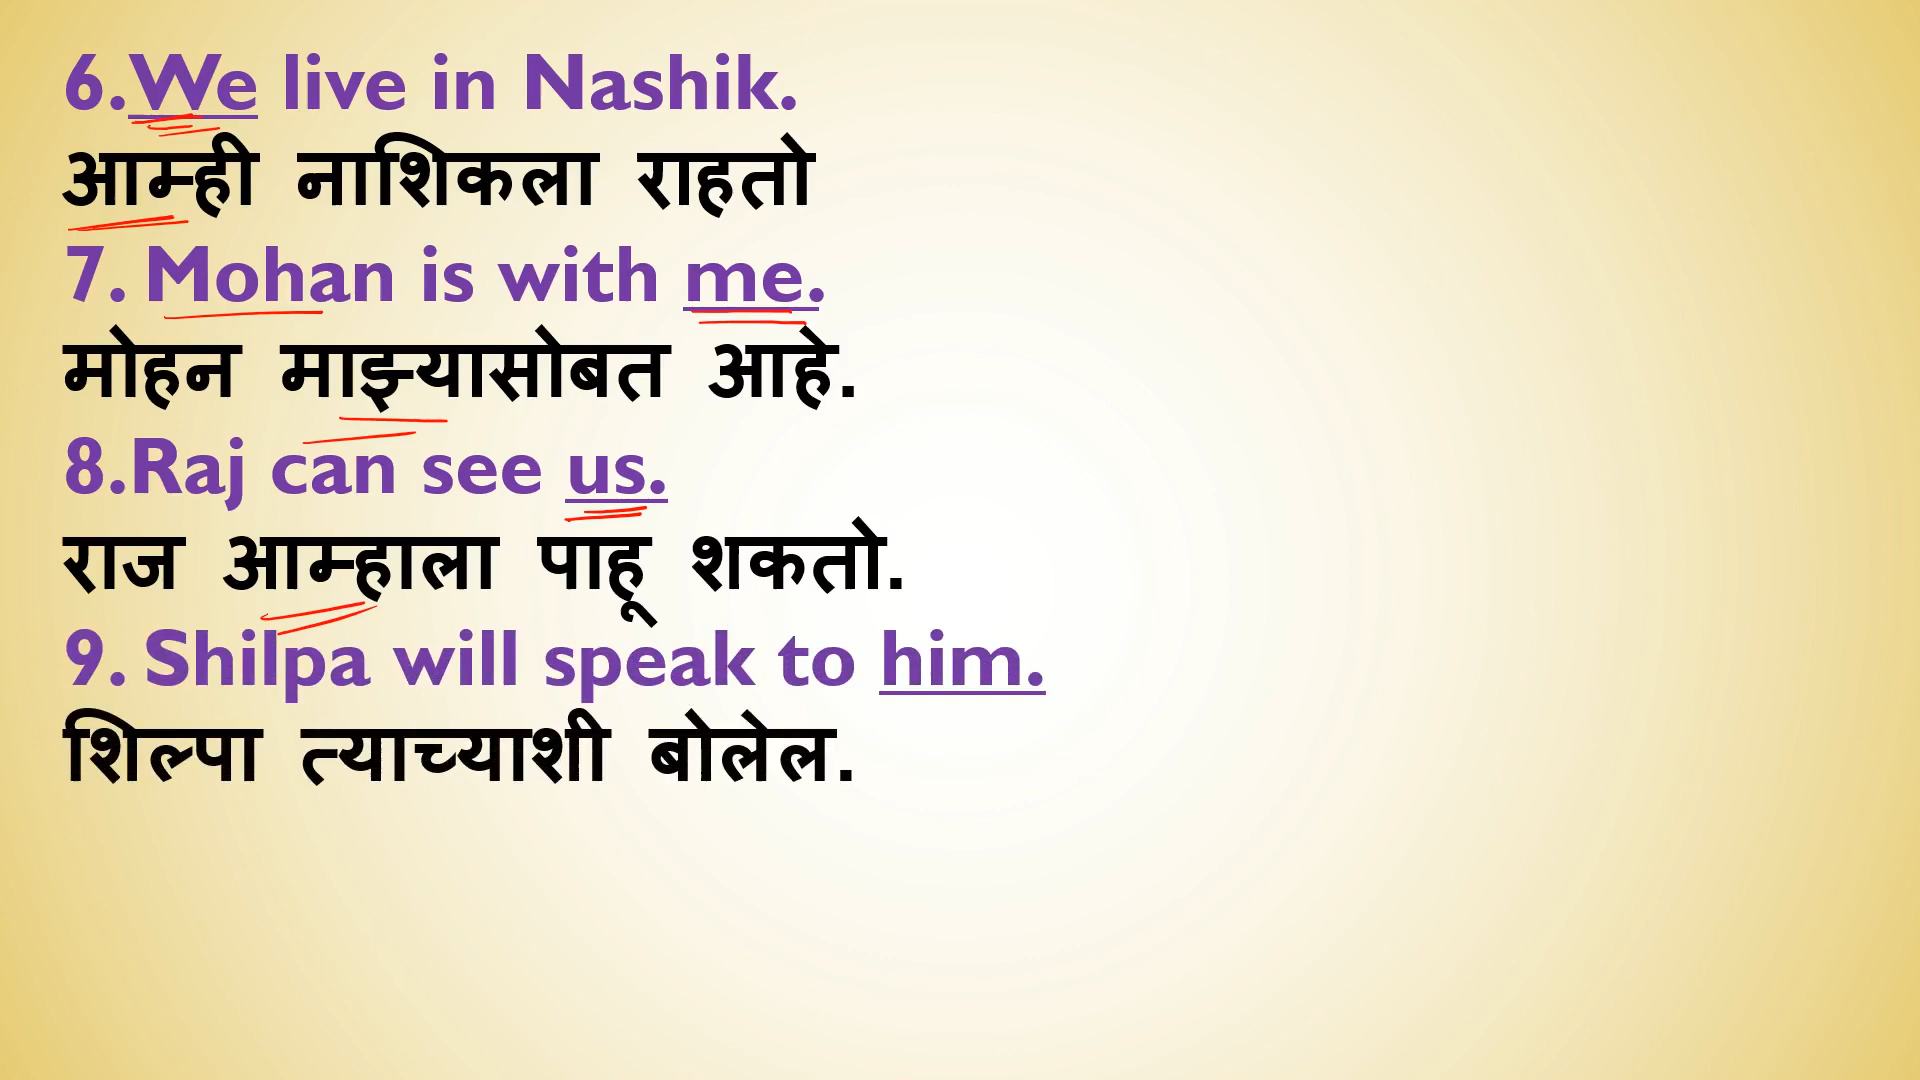 6.We live in Nashik.
आम्ही नाशिकला राहतो
7. Mohan is with me.
मोहन माझ्यासोबत आहे.
8.Raj can see us.
राज आम्हाला पाहू शकतो.
9. Shilpa will speak to him.
शिल्पा त्याच्याशी बोलेल.